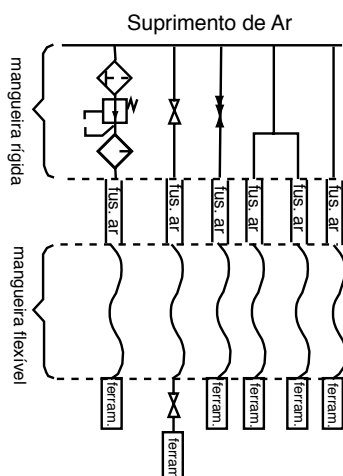 Suprimento de Ar
mangueira rígida
fus. ar
fus. ar
fus. ar
fus. ar
fus. ar
fus. ar
mangueira flexível
ferram.
ferram.
ferram.
ferram.
ferram.
ferram.